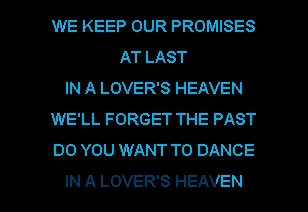 WE KEEP OUR PROMISES
AT LAST
IN A LOVER'S HEAVEN
WE'LL FORGET THE PAST
DO YOU WANT TO DANCE
IN A LOVER'S HEAVEN